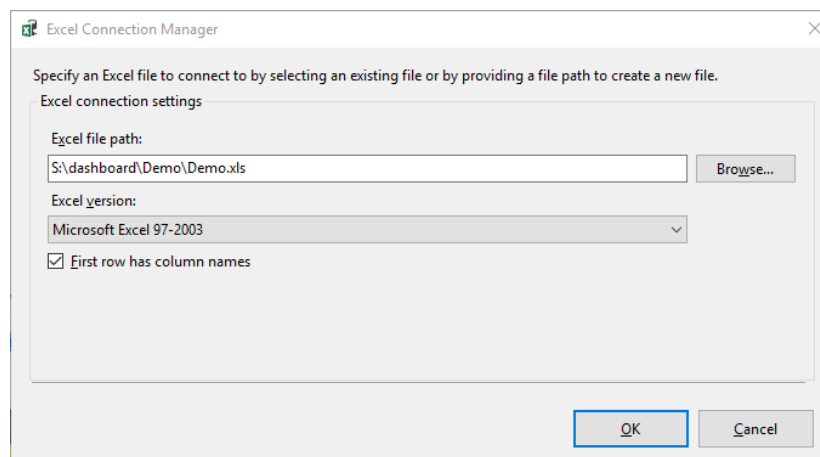 Excel Connection Manager
Specify an Excel file to connect to by selecting an existing file or by providing a file path to create a new file.
Excel connection settings
Excel file path:
S:\dashboard\Demo\Demo.xls
Browse...
Excel version:
Microsoft Excel 97-2003
First row has column names
OK
Cancel